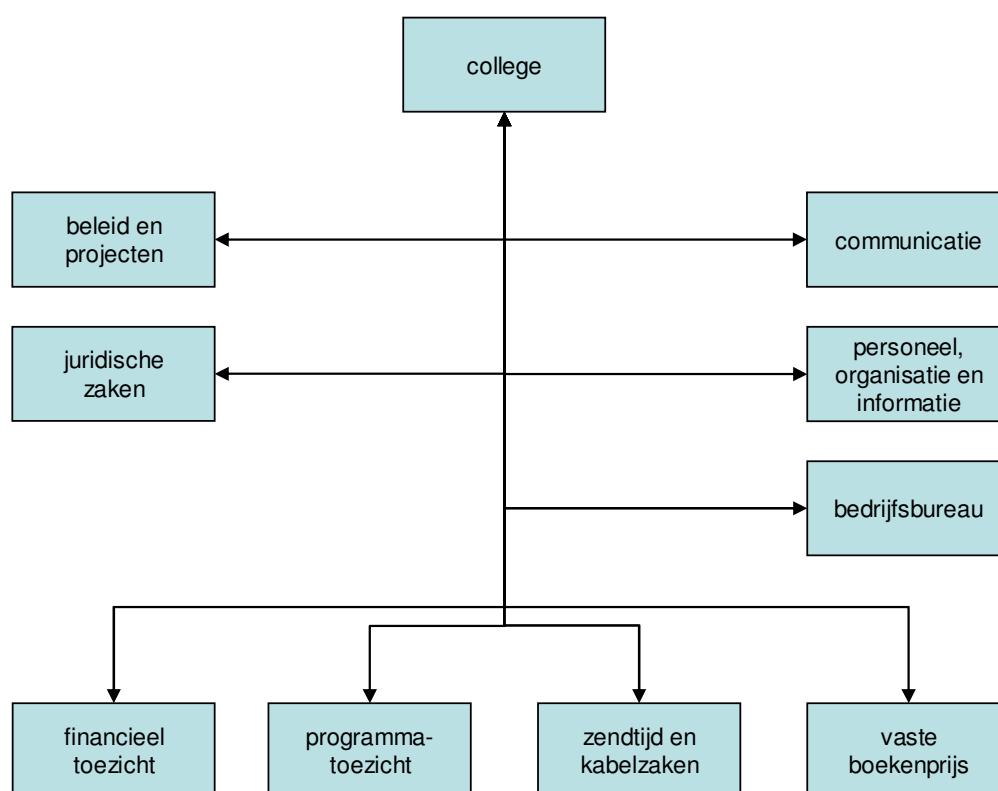 college
beleid en
projecten
communicatie
juridische
zaken
personeel,
organisatie en
informatie
bedrijfsbureau
financieel
toezicht
programma-
toezicht
zendtijd en
kabelzaken
vaste
boekenprijs